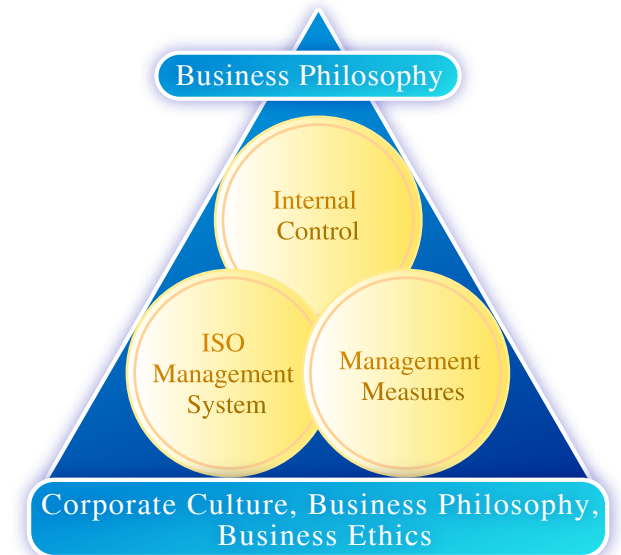 Business Philosophy
Internal
Control
ISO
Management
System
Management
Measures
Corporate Culture, Business Philosophy,
Business Ethics